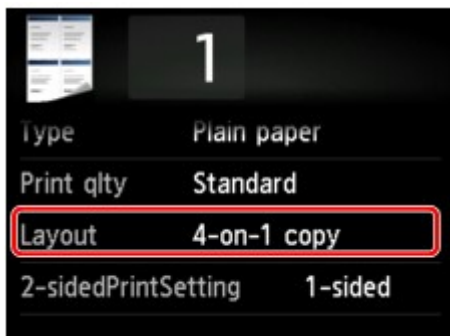 1
Type Plain paper
Print qlty Standard
Layout 4-on-1 copy
2-sidedPrintSetting 1-sided